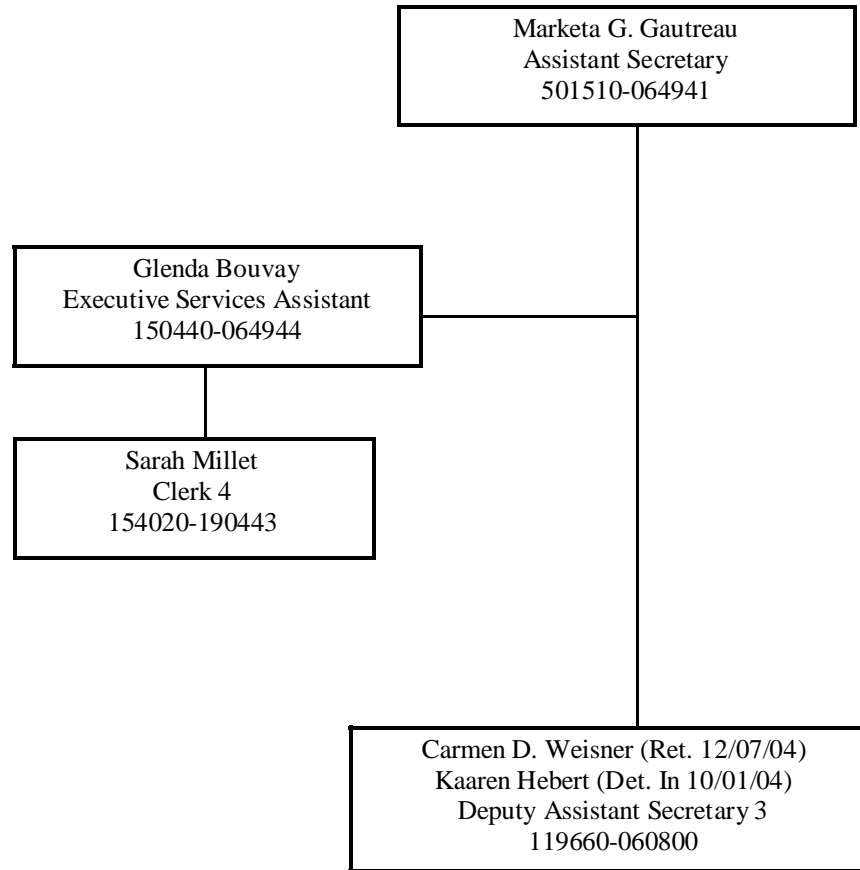 Marketa G. Gautreau
Assistant Secretary
501510-064941
Glenda Bouvay
Executive Services Assistant
150440-064944
Sarah Millet
Clerk 4
154020-190443
Carmen D. Weisner (Ret. 12/07/04)
Kaaren Hebert (Det. In 10/01/04)
Deputy Assistant Secretary 3
119660-060800